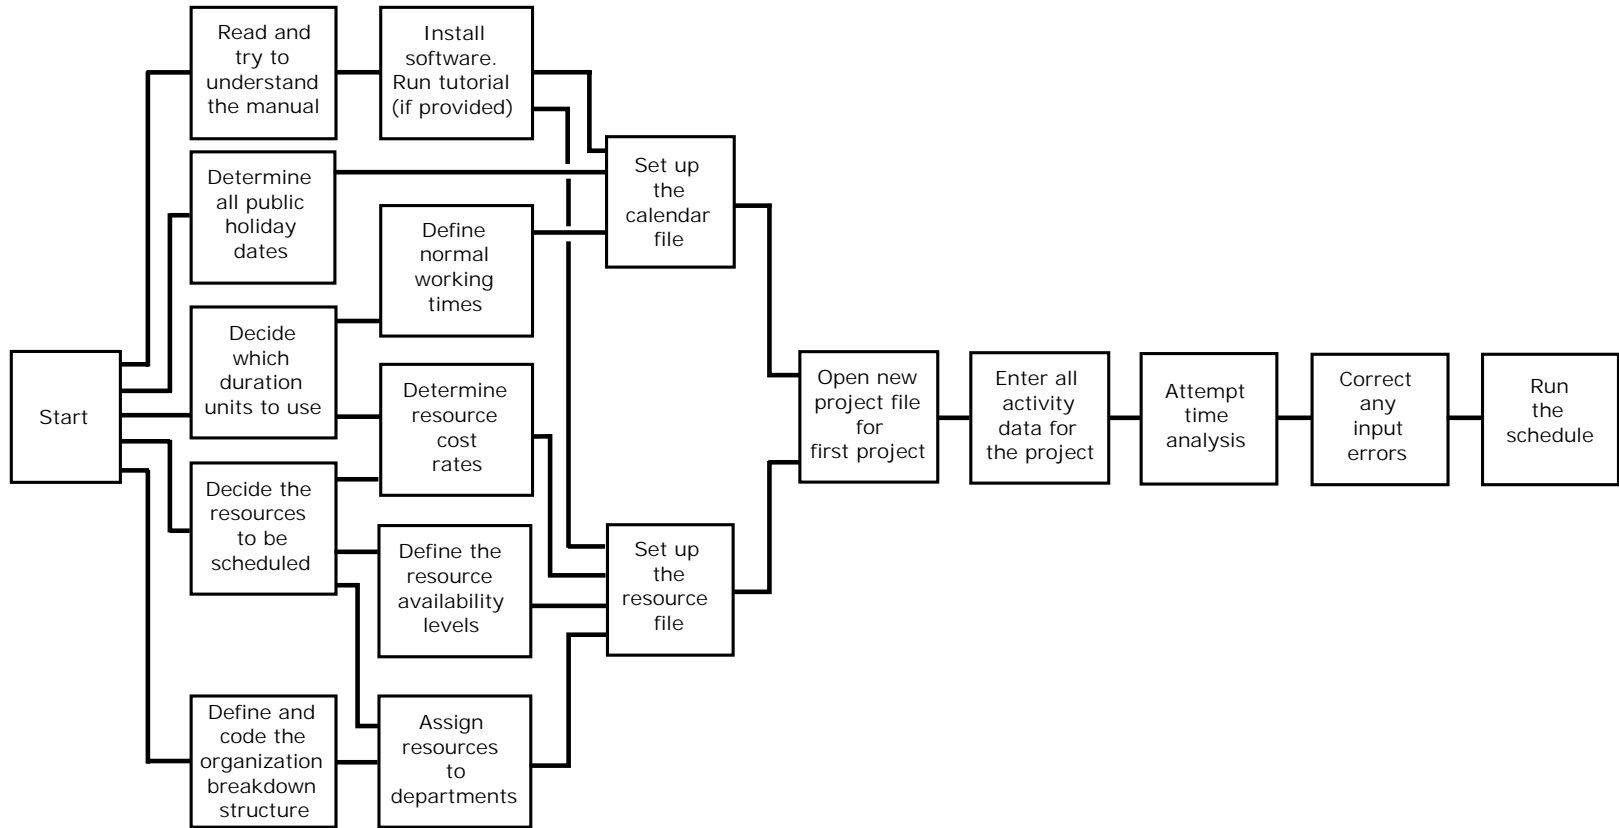 Start
Read and
try to
understand
the manual
Determine
all public
holiday
dates
Decide
which
duration
units to use
Decide the
resources
to be
scheduled
Define and
code the
organization
breakdown
structure
Install
software.
Run tutorial
(if provided)
Define
normal
working
times
Determine
resource
cost
rates
Define the
resource
availability
levels
Assign
resources
to
departments
Set up
the
calendar
file
Set up
the
resource
file
Open new
project file
for
first project
Enter all
activity
data for
the project
Attempt
time
analysis
Correct
any
input
errors
Run
the
schedule